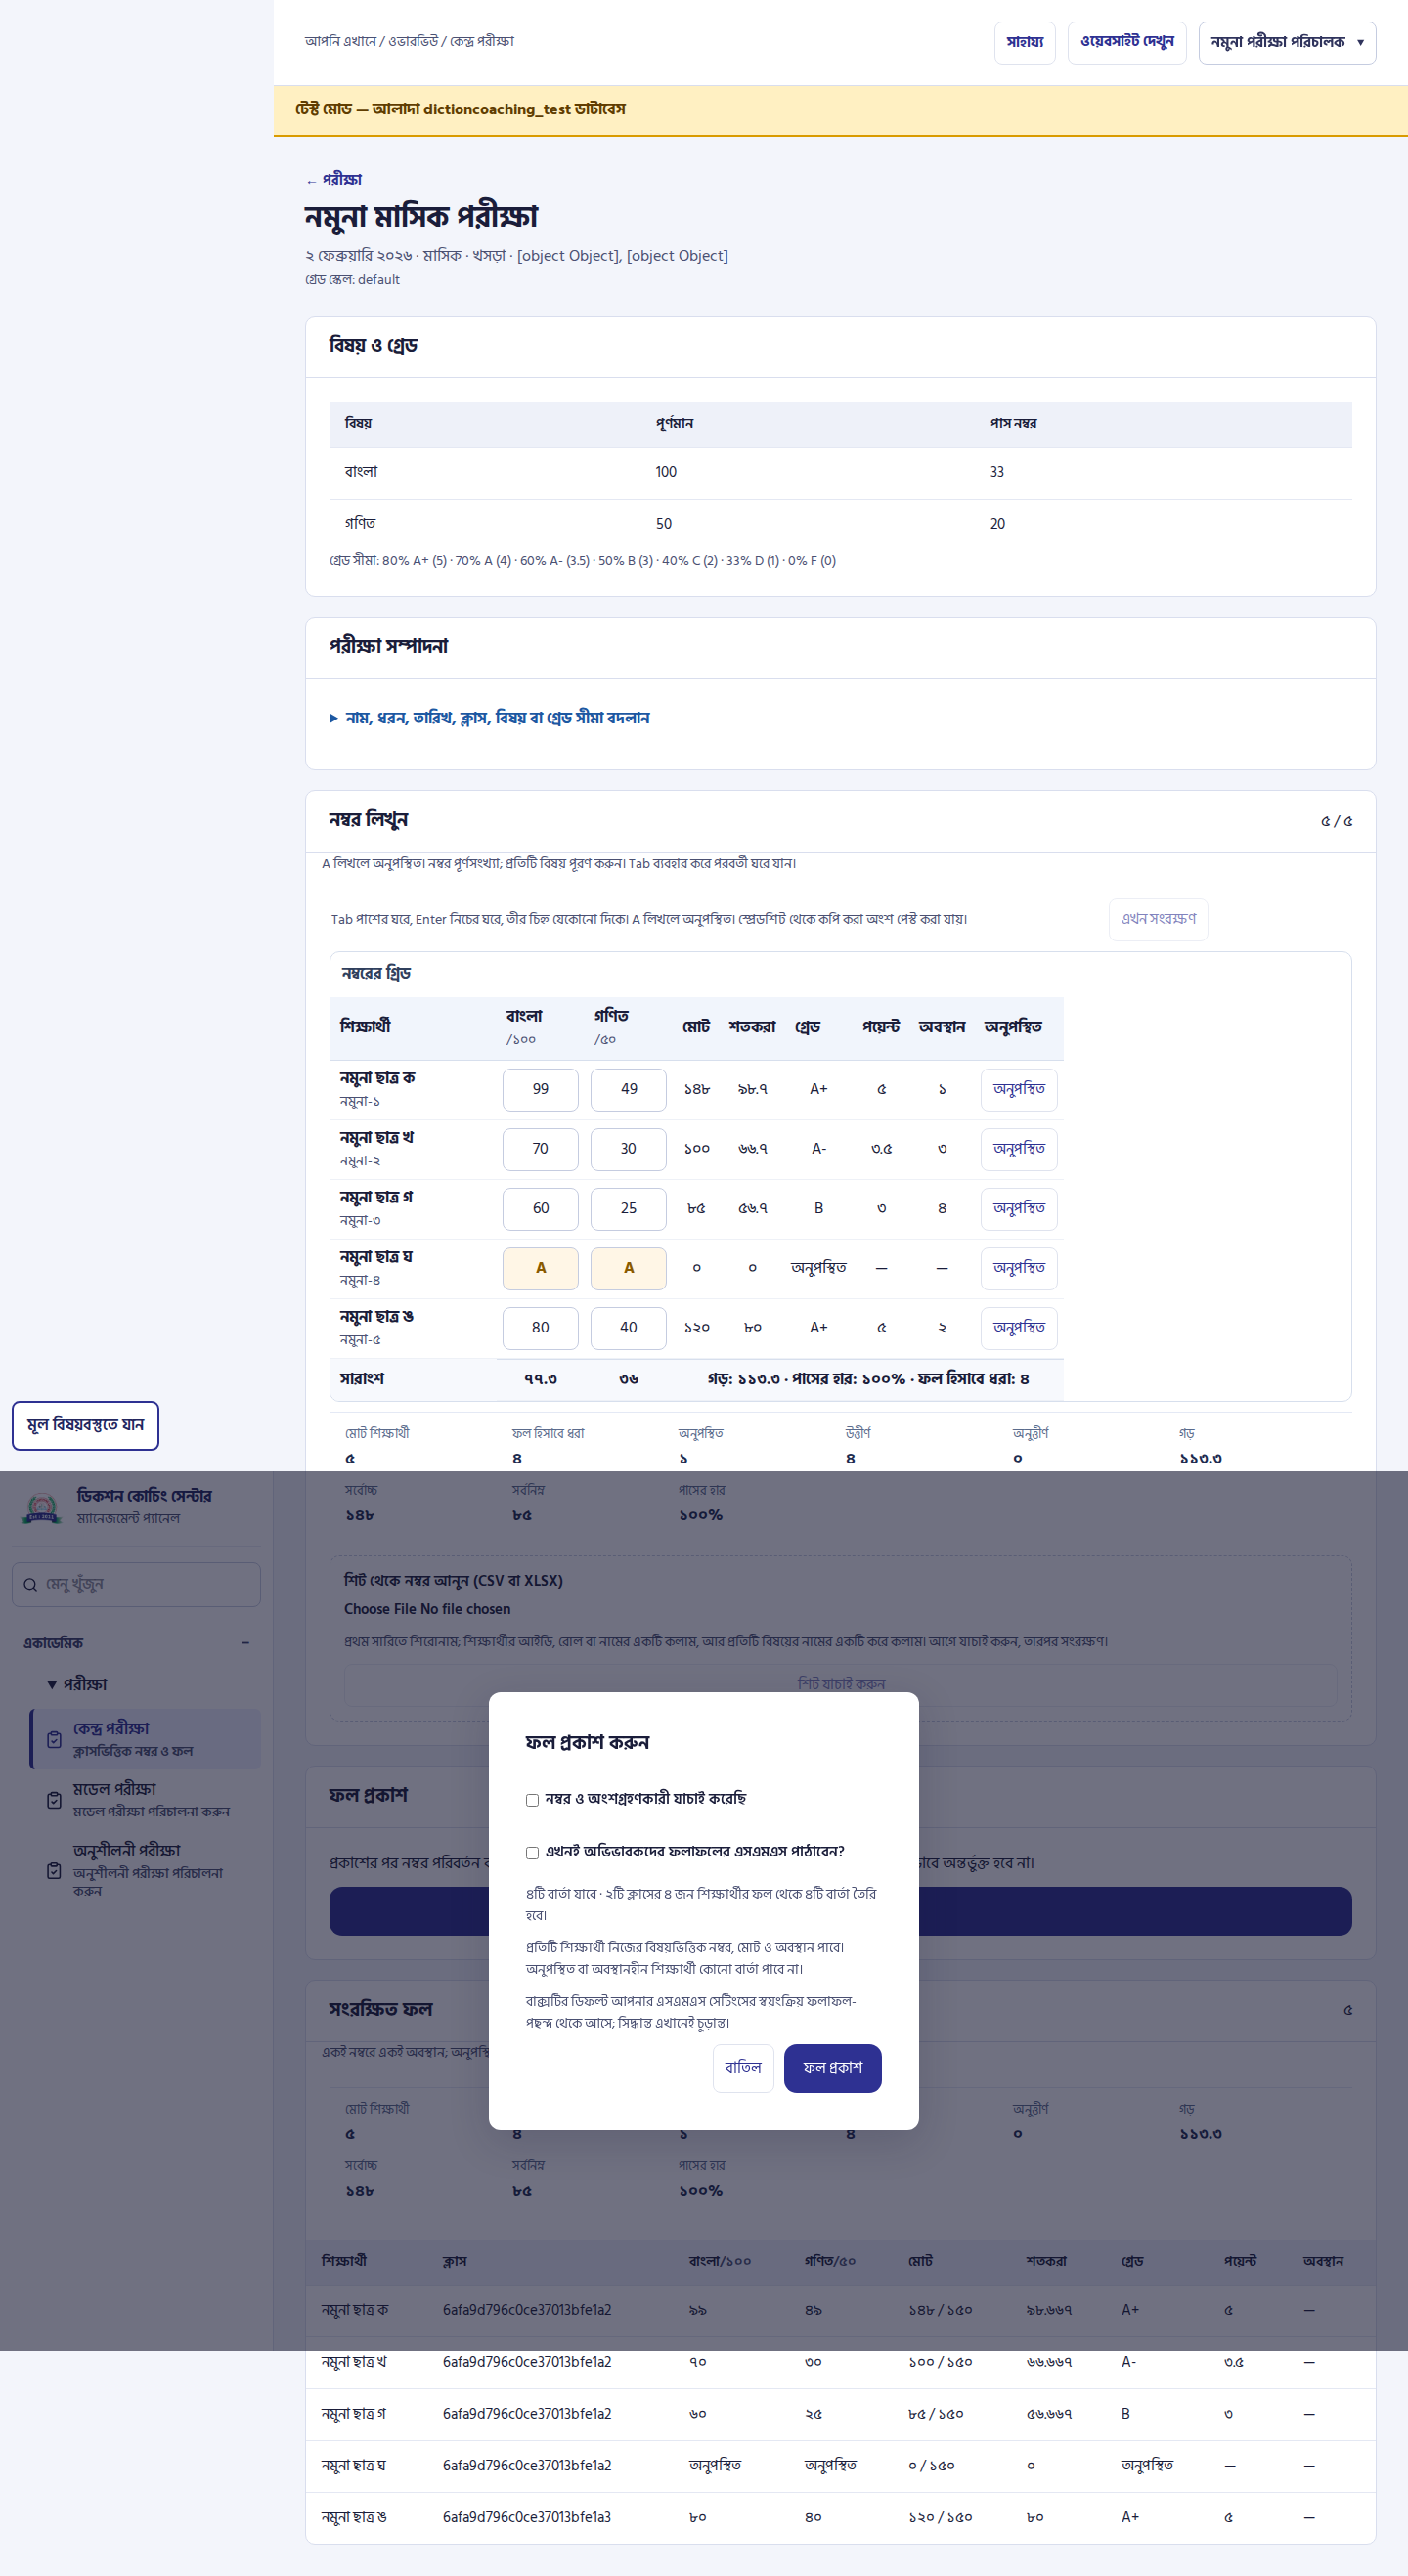 আপনি এখানে / ওভারভিউ / কেন্দ্র পরীক্ষা
সাহায্য
ওয়েবসাইট দেখুন
নমুনা পরীক্ষা পরিচালক
টেস্ট মোড — আলাদা dictioncoaching_test ডাটাবেস
← পরীক্ষা
নমুনা মাসিক পরীক্ষা
২ ফেব্রুয়ারি ২০২৬ · মাসিক · খসড়া · [object Object], [object Object]
গ্রেড স্কেল: default
বিষয় ও গ্রেড
বিষয় পূর্ণমান পাস নম্বর
বাংলা 100 33
গণিত 50 20
গ্রেড সীমা: 80% A+ (5) · 70% A (4) · 60% A- (3.5) · 50% B (3) · 40% C (2) · 33% D (1) · 0% F (0)
পরীক্ষা সম্পাদনা
নাম, ধরন, তারিখ, ক্লাস, বিষয় বা গ্রেড সীমা বদলান
নম্বর লিখুন ৫ / ৫
A লিখলে অনুপস্থিত। নম্বর পূর্ণসংখ্যা; প্রতিটি বিষয় পূরণ করুন। Tab ব্যবহার করে পরবর্তী ঘরে যান।
Tab পাশের ঘরে, Enter নিচের ঘরে, তীর চিহ্ন যেকোনো দিকে। A লিখলে অনুপস্থিত। স্প্রেডশিট থেকে কপি করা অংশ পেস্ট করা যায়।
এখন সংরক্ষণ
নম্বরের গ্রিড
শিক্ষার্থী বাংলা /১০০ গণিত /৫০ মোট শতকরা গ্রেড পয়েন্ট অবস্থান অনুপস্থিত
নমুনা ছাত্র ক 99 49 ১৪৮ ৯৮.৭ A+ ৫ ১ অনুপস্থিত
নমুনা-১
নমুনা ছাত্র খ 70 30 ১০০ ৬৬.৭ A- ৩.৫ ৩ অনুপস্থিত
নমুনা-২
নমুনা ছাত্র গ 60 25 ৮৫ ৫৬.৭ B ৩ ৪ অনুপস্থিত
নমুনা-৩
নমুনা ছাত্র ঘ A A ০ ০ অনুপস্থিত — — অনুপস্থিত
নমুনা-৪
নমুনা ছাত্র ঙ 80 40 ১২০ ৮০ A+ ৫ ২ অনুপস্থিত
নমুনা-৫
সারাংশ ৭৭.৩ ৩৬ গড়: ১১৩.৩ · পাসের হার: ১০০% · ফল হিসাবে ধরা: ৪
মূল বিষয়বস্তুতে যান
মোট শিক্ষার্থী ফল হিসাবে ধরা অনুপস্থিত উত্তীর্ণ অনুত্তীর্ণ গড়
৫ ৪ ১ ৪ ০ ১১৩.৩
সর্বোচ্চ সর্বনিম্ন পাসের হার
১৪৮ ৮৫ ১০০%
ডিকশন কোচিং সেন্টার
ম্যানেজমেন্ট প্যানেল
মেনু খুঁজুন
একাডেমিক −
পরীক্ষা
কেন্দ্র পরীক্ষা
ক্লাসভিত্তিক নম্বর ও ফল
মডেল পরীক্ষা
মডেল পরীক্ষা পরিচালনা করুন
অনুশীলনী পরীক্ষা
অনুশীলনী পরীক্ষা পরিচালনা
করুন
শিট থেকে নম্বর আনুন (CSV বা XLSX)
Choose File No file chosen
প্রথম সারিতে শিরোনাম; শিক্ষার্থীর আইডি, রোল বা নামের একটি কলাম, আর প্রতিটি বিষয়ের নামের একটি করে কলাম। আগে যাচাই করুন, তারপর সংরক্ষণ।
শিট যাচাই করুন
ফল প্রকাশ
প্রকাশের পর নম্বর পরিবর্তন
অন্তর্ভুক্ত হবে না।
ফল প্রকাশ করুন
নম্বর ও অংশগ্রহণকারী যাচাই করেছি
এখনই অভিভাবকদের ফলাফলের এসএমএস পাঠাবেন?
৪টি বার্তা যাবে · ২টি ক্লাসের ৪ জন শিক্ষার্থীর ফল থেকে ৪টি বার্তা তৈরি
হবে।
প্রতিটি শিক্ষার্থী নিজের বিষয়ভিত্তিক নম্বর, মোট ও অবস্থান পাবে।
অনুপস্থিত বা অবস্থানহীন শিক্ষার্থী কোনো বার্তা পাবে না।
বাক্সটির ডিফল্ট আপনার এসএমএস সেটিংসের স্বয়ংক্রিয় ফলাফল-
পছন্দ থেকে আসে; সিদ্ধান্ত এখানেই চূড়ান্ত।
বাতিল
ফল প্রকাশ
সংরক্ষিত ফল ৫
একই নম্বরে একই অবস্থান;
মোট শিক্ষার্থী অনুত্তীর্ণ গড়
৫ ৪ ১ ৪ ০ ১১৩.৩
সর্বোচ্চ সর্বনিম্ন পাসের হার
১৪৮ ৮৫ ১০০%
শিক্ষার্থী ক্লাস বাংলা/১০০ গণিত/৫০ মোট শতকরা গ্রেড পয়েন্ট অবস্থান
নমুনা ছাত্র ক 6afa9d796c0ce37013bfe1a2 ৯৯ ৪৯ ১৪৮ / ১৫০ ৯৮.৬৬৭ A+ ৫ —
নমুনা ছাত্র খ 6afa9d796c0ce37013bfe1a2 ৭০ ৩০ ১০০ / ১৫০ ৬৬.৬৬৭ A- ৩.৫ —
নমুনা ছাত্র গ 6afa9d796c0ce37013bfe1a2 ৬০ ২৫ ৮৫ / ১৫০ ৫৬.৬৬৭ B ৩ —
নমুনা ছাত্র ঘ 6afa9d796c0ce37013bfe1a2 অনুপস্থিত অনুপস্থিত ০ / ১৫০ ০ অনুপস্থিত — —
নমুনা ছাত্র ঙ 6afa9d796c0ce37013bfe1a3 ৮০ ৪০ ১২০ / ১৫০ ৮০ A+ ৫ —